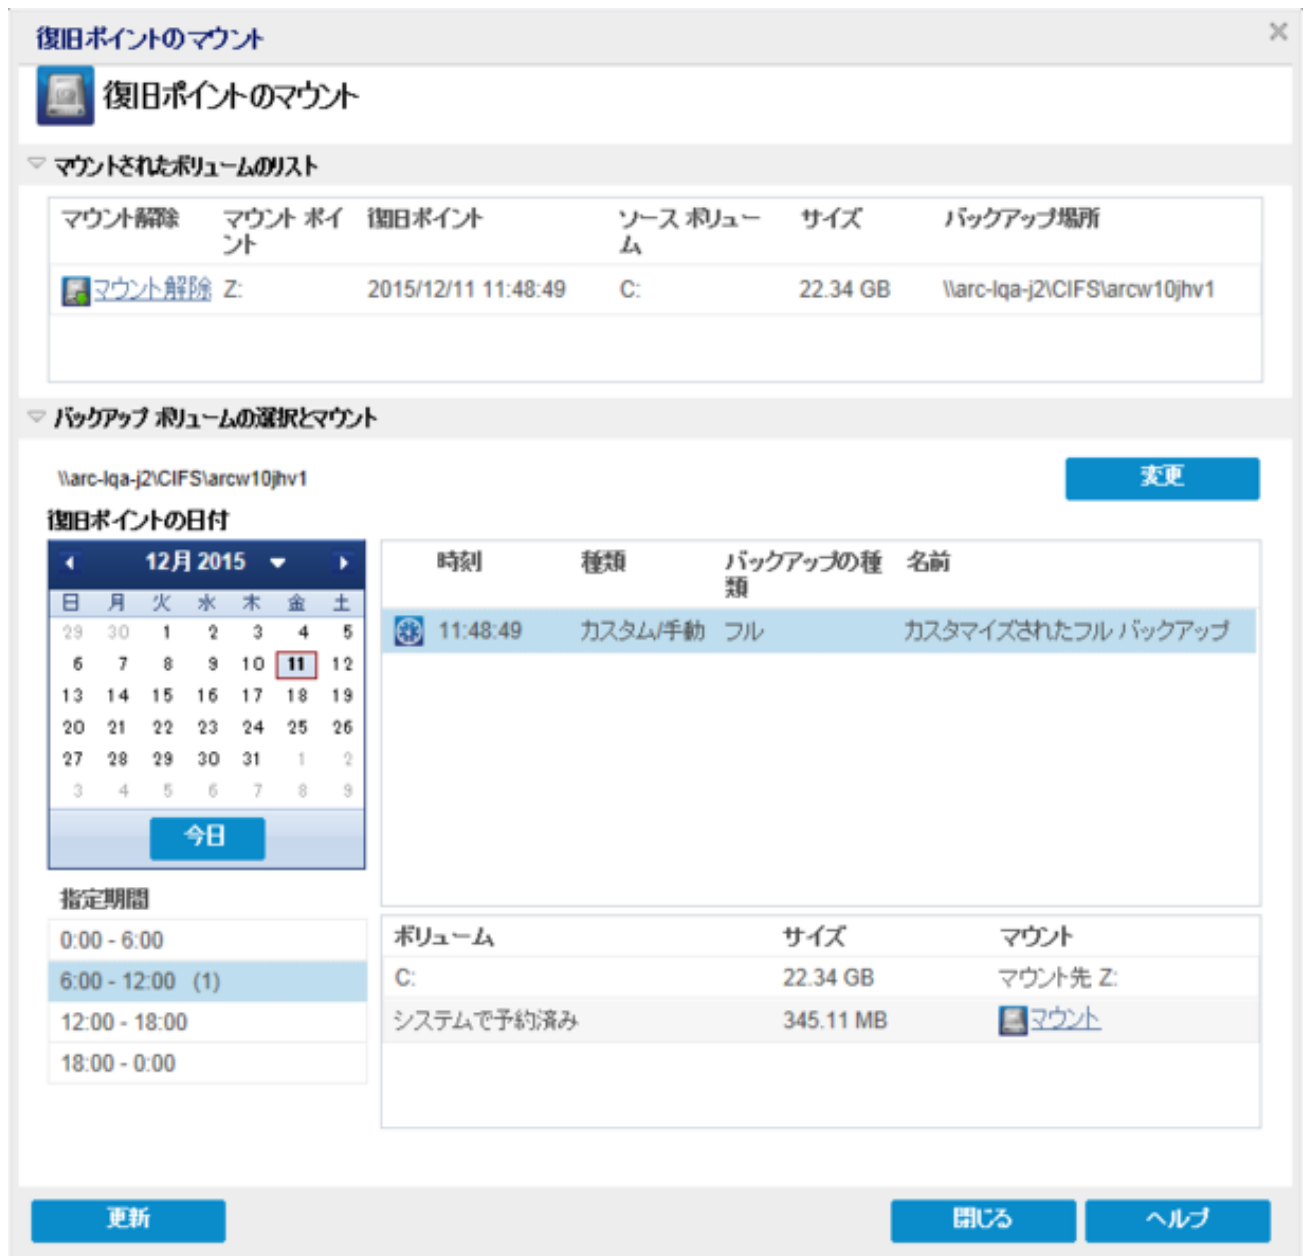 復旧ポイントのマウント
復旧ポイントのマウント
マウントされたボリュームのリスト
マウント解除 マウント ポイ 復旧ポイント ソース ボリュー サイズ バックアップ場所
ント ム
マウント解除 Z: 2015/12/11 11:48:49 C: 22.34 GB \\arc-lqa-j2\CIFS\arcw10jhv1
バックアップ ボリュームの選択とマウント
\\arc-lqa-j2\CIFS\arcw10jhv1 変更
復旧ポイントの日付
12月 2015
日 月 火 水 木 金 土
29 30 1 2 3 4 5
6 7 8 9 10 11 12
13 14 15 16 17 18 19
20 21 22 23 24 25 26
27 28 29 30 31 1 2
3 4 5 6 7 8 9
今日
時刻 種類 バックアップの種 名前
類
11:48:49 カスタム/手動 フル カスタマイズされたフル バックアップ
指定期間
0:00 - 6:00
6:00 - 12:00 (1)
12:00 - 18:00
18:00 - 0:00
ボリューム サイズ マウント
C: 22.34 GB マウント先 Z:
システムで予約済み 345.11 MB マウント
更新 閉じる ヘルプ